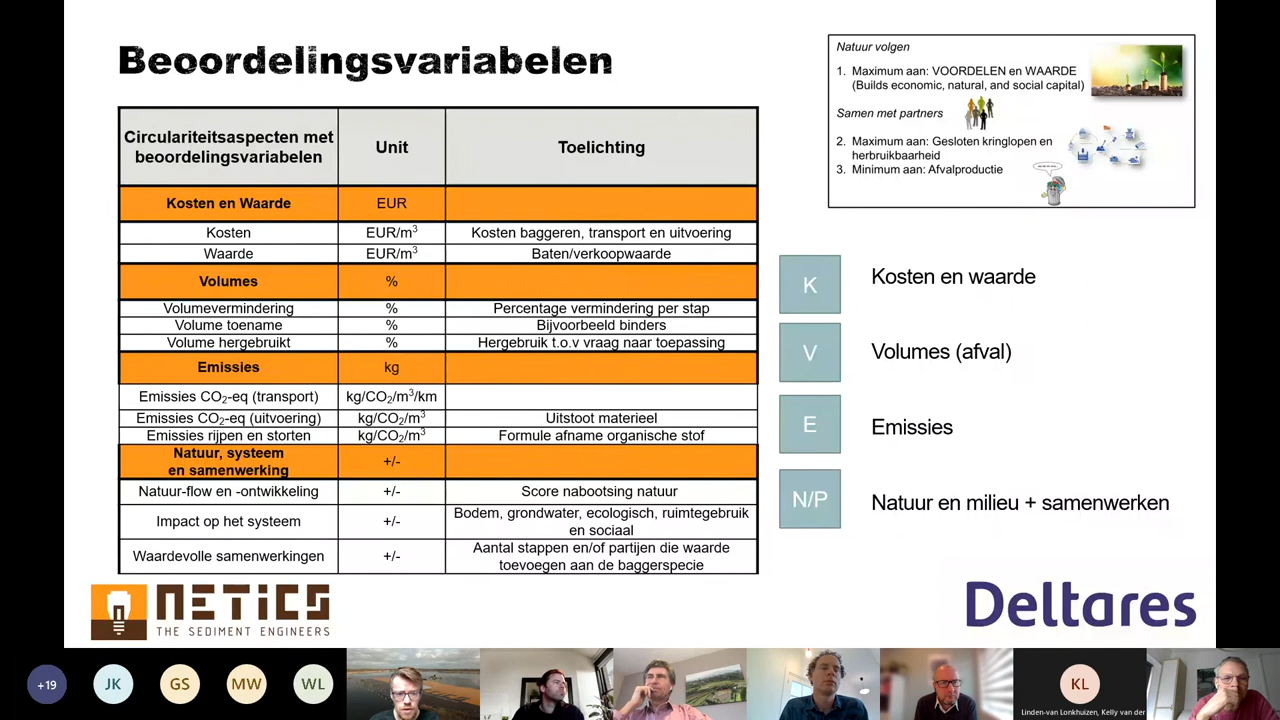 Beoordelingsvariabelen
Natuur volgen
1. Maximum aan: VOORDELEN en WAARDE
(Builds economic, natural, and social capital)
Samen met partners
2. Maximum aan: Gesloten kringlopen en
herbruikbaarheid
3. Minimum aan: Afvalproductie
Circulariteitsaspecten met
beoordelingsvariabelen
Unit
Toelichting
Kosten en Waarde
EUR
Kosten
EUR/m³
Kosten baggeren, transport en uitvoering
Waarde
EUR/m³
Baten/verkoopwaarde
Volumes
%
Volumevermindering
%
Percentage vermindering per stap
Volume toename
%
Bijvoorbeeld binders
Volume hergebruikt
%
Hergebruik t.o.v vraag naar toepassing
Emissies
kg
Emissies CO₂-eq (transport)
kg/CO₂/m³/km
Emissies CO₂-eq (uitvoering)
kg/CO₂/m³
Uitstoot materieel
Emissies rijpen en storten
kg/CO₂/m³
Formule afname organische stof
Natuur, systeem
en samenwerking
+/-
Natuur-flow en -ontwikkeling
+/-
Score nabootsing natuur
Impact op het systeem
+/-
Bodem, grondwater, ecologisch, ruimtegebruik
en sociaal
Waardevolle samenwerkingen
+/-
Aantal stappen en/of partijen die waarde
toevoegen aan de baggerspecie
K
Kosten en waarde
V
Volumes (afval)
E
Emissies
N/P
Natuur en milieu + samenwerken
NETICS
THE SEDIMENT ENGINEERS
Deltares
+19
JK
GS
MW
WL
KL
Linden-van Lonkhuizen, Kelly van der